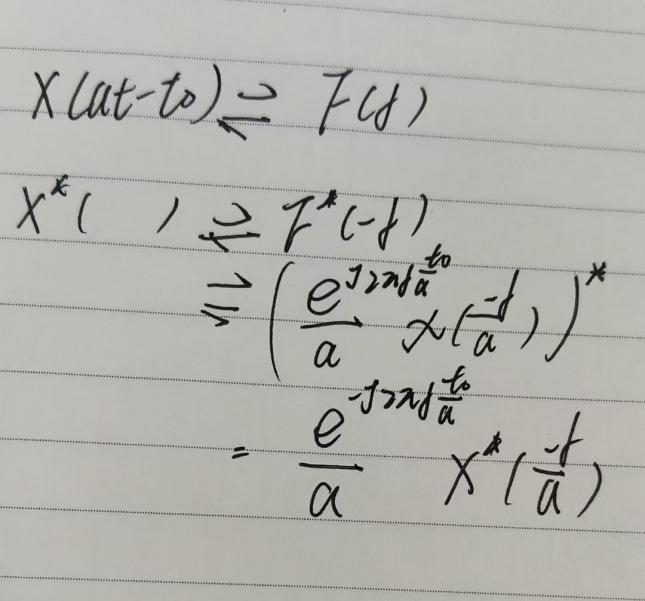 X(at-t₀) ⇌ F(f)
X*( ) ⇌ F*(-f)
⇌ (e^{j2πf t₀/a}/a X(-f/a))*
= e^{-j2πf t₀/a}/a X*(-f/a)